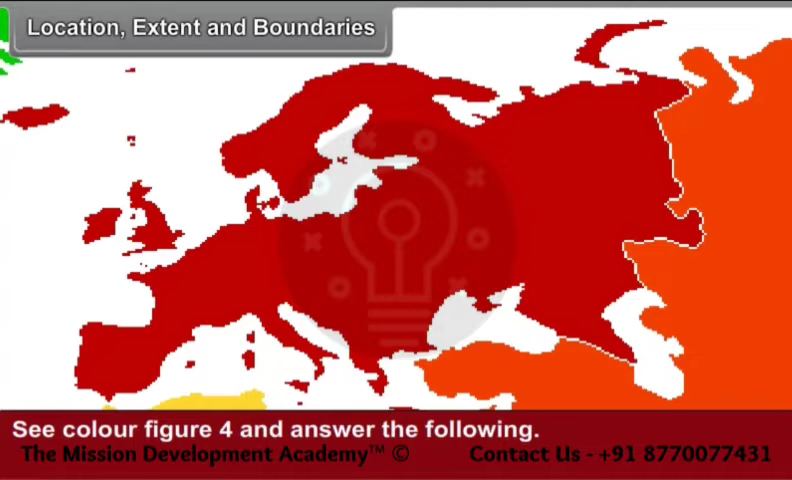 Location, Extent and Boundaries
See colour figure 4 and answer the following.
The Mission Development Academy™ © Contact Us - +91 8770077431